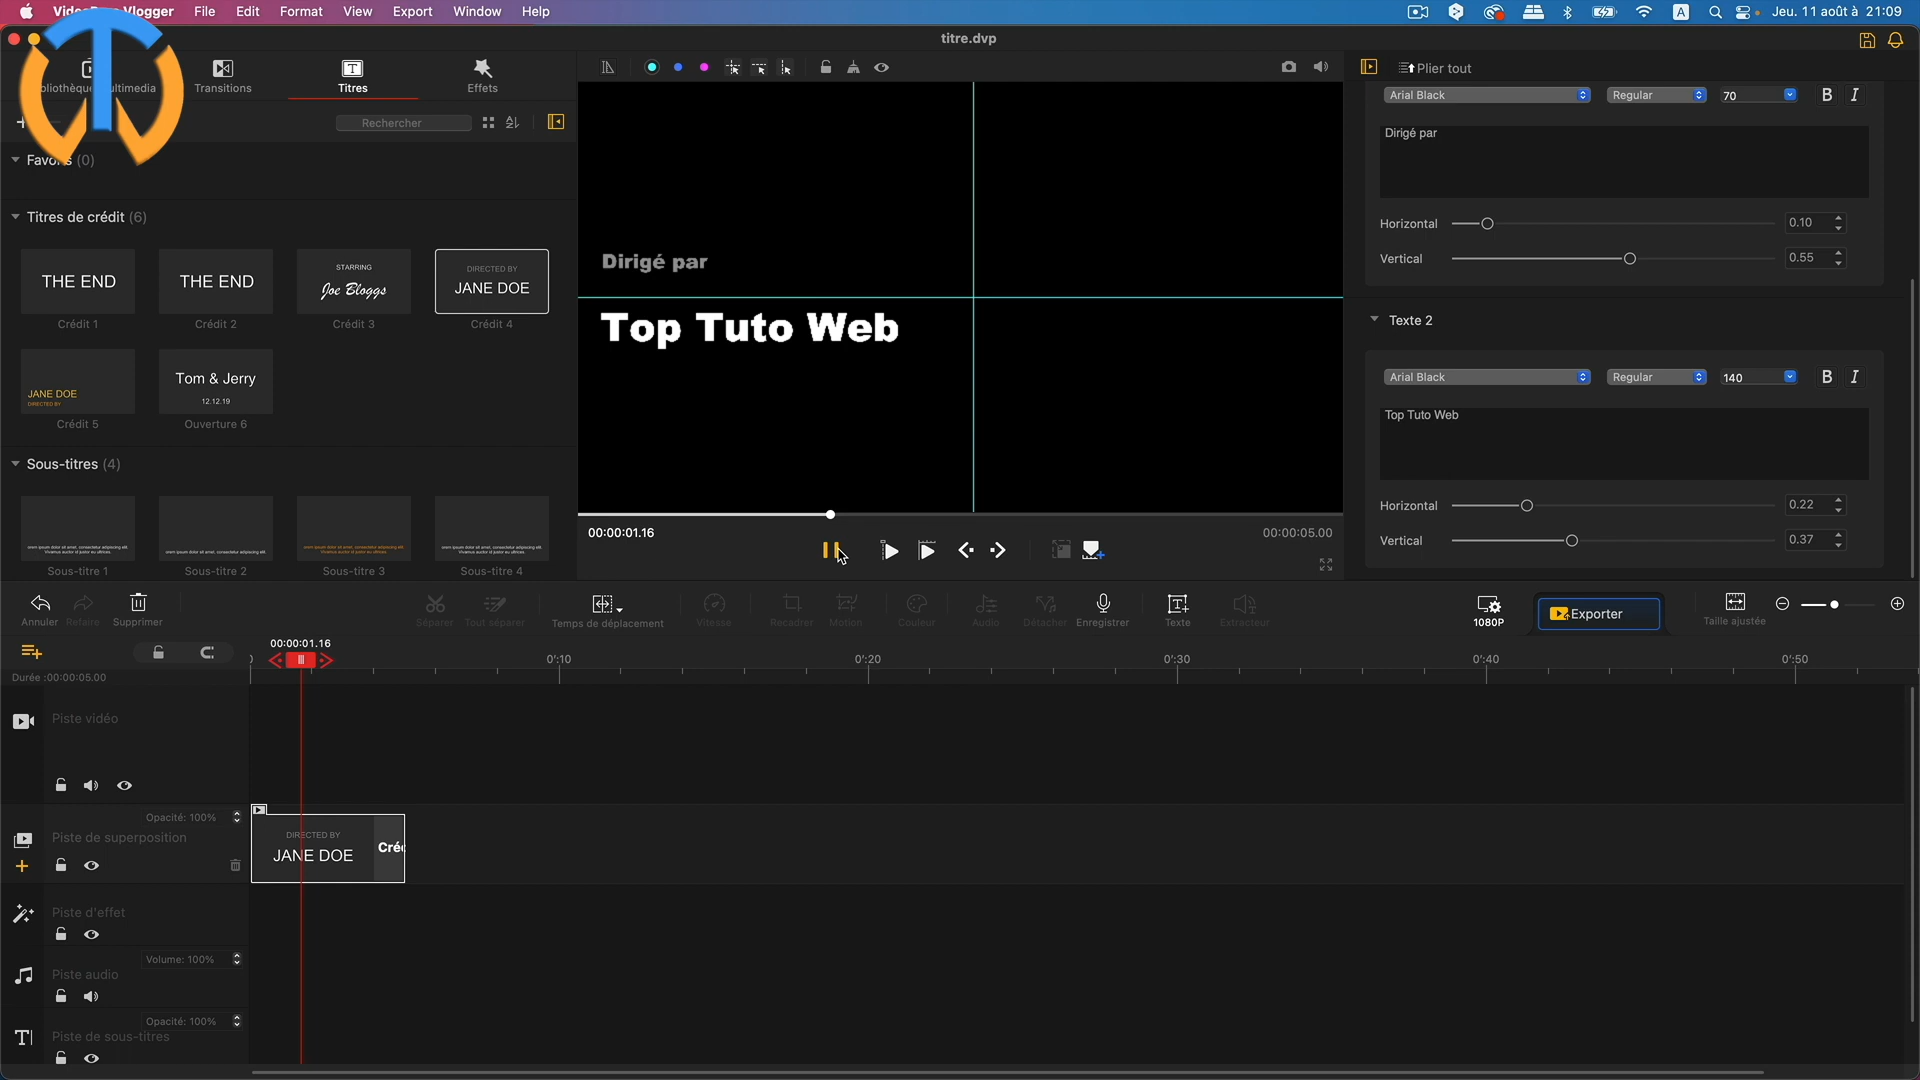 File Edit Format View Export Window Help
Jeu. 11 août à 21:09
titre.dvp
Transitions
Titres
Effets
Plier tout
Rechercher
Favoris (0)
Titres de crédit (6)
THE END
Crédit 1
THE END
Crédit 2
STARRING
Joe Bloggs
Crédit 3
DIRECTED BY
JANE DOE
Crédit 4
JANE DOE
DIRECTED BY
Crédit 5
Tom & Jerry
12.12.19
Ouverture 6
Sous-titres (4)
Sous-titre 1
Sous-titre 2
Sous-titre 3
Sous-titre 4
Dirigé par
Top Tuto Web
00:00:01.16
00:00:05.00
Arial Black Regular 70 B I
Dirigé par
Horizontal 0.10
Vertical 0.55
Texte 2
Arial Black Regular 140 B I
Top Tuto Web
Horizontal 0.22
Vertical 0.37
Annuler Refaire Supprimer Séparer Tout séparer Temps de déplacement Vitesse Recadrer Motion Couleur Audio Détacher Enregistrer Texte Extracteur 1080P Exporter Taille ajustée
00:00:01.16
0':10 0':20 0':30 0':40 0':50
Durée :00:00:05.00
Piste vidéo
Opacité: 100%
Piste de superposition
DIRECTED BY
JANE DOE
Créd
Piste d'effet
Volume: 100%
Piste audio
Opacité: 100%
Piste de sous-titres